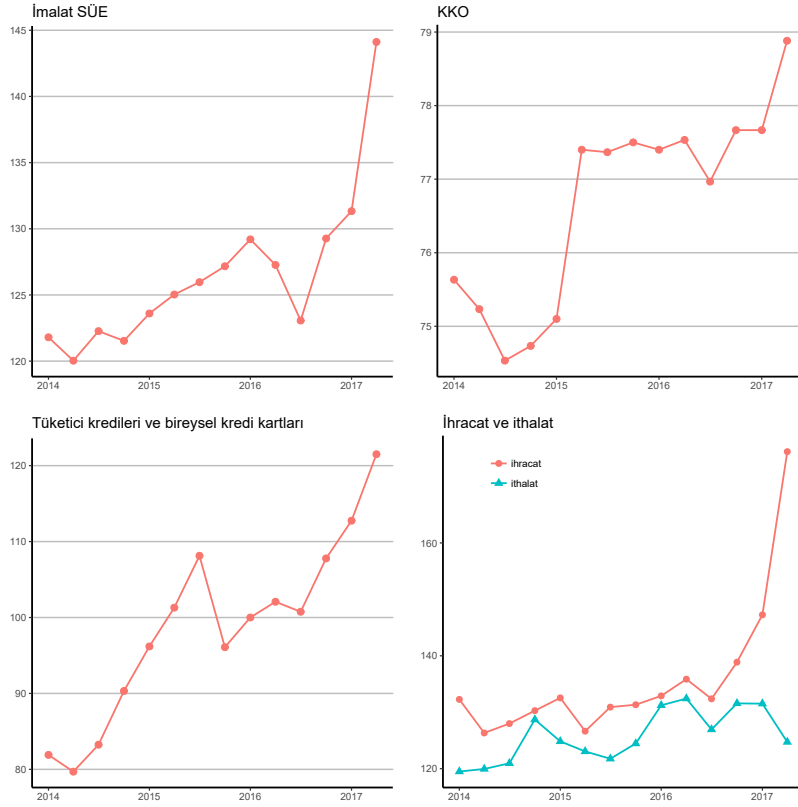 İmalat SÜE
145
140
135
130
125
120
2014 2015 2016 2017
KKO
79
78
77
76
75
2014 2015 2016 2017
Tüketici kredileri ve bireysel kredi kartları
120
110
100
90
80
2014 2015 2016 2017
İhracat ve ithalat
ihracat
ithalat
160
140
120
2014 2015 2016 2017